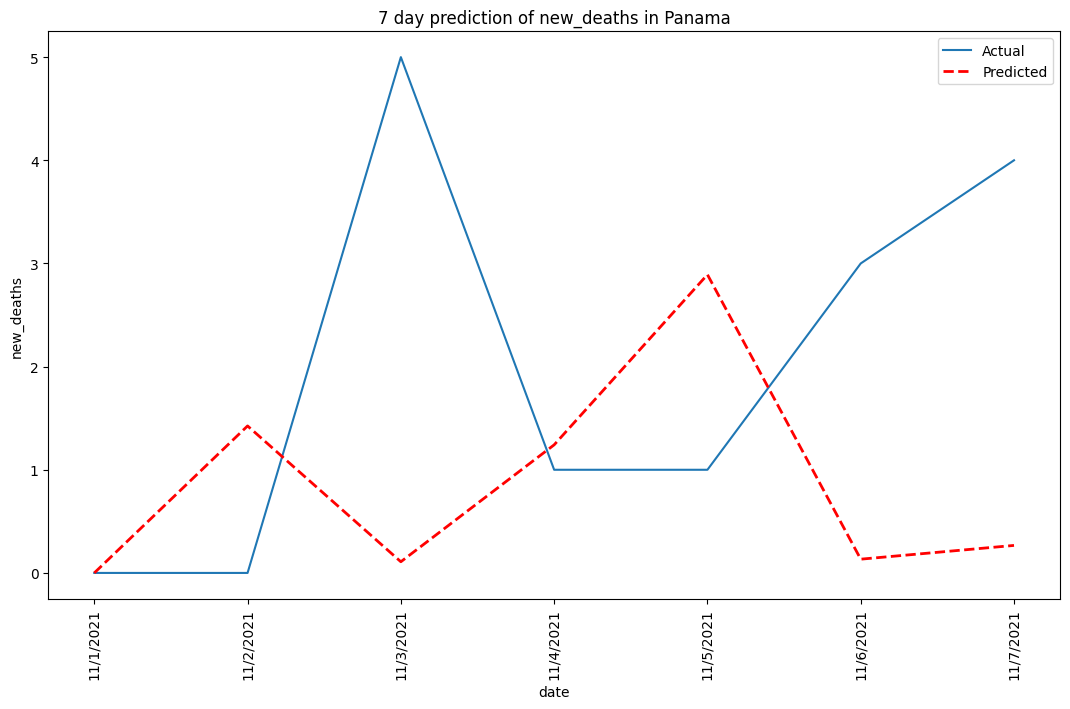 7 day prediction of new_deaths in Panama
Actual
Predicted
5
4
3
2
1
0
new_deaths
11/1/2021
11/2/2021
11/3/2021
11/4/2021
11/5/2021
11/6/2021
11/7/2021
date